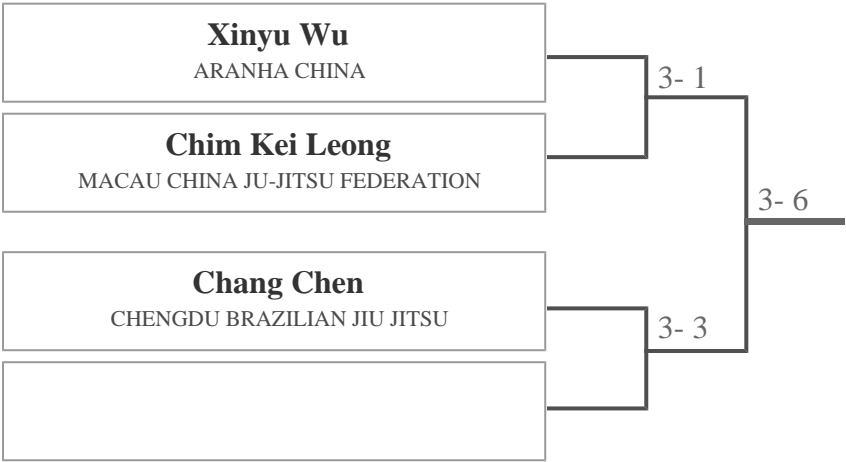 Xinyu Wu
ARANHA CHINA
3- 1
Chim Kei Leong
MACAU CHINA JU-JITSU FEDERATION
3- 6
Chang Chen
CHENGDU BRAZILIAN JIU JITSU
3- 3